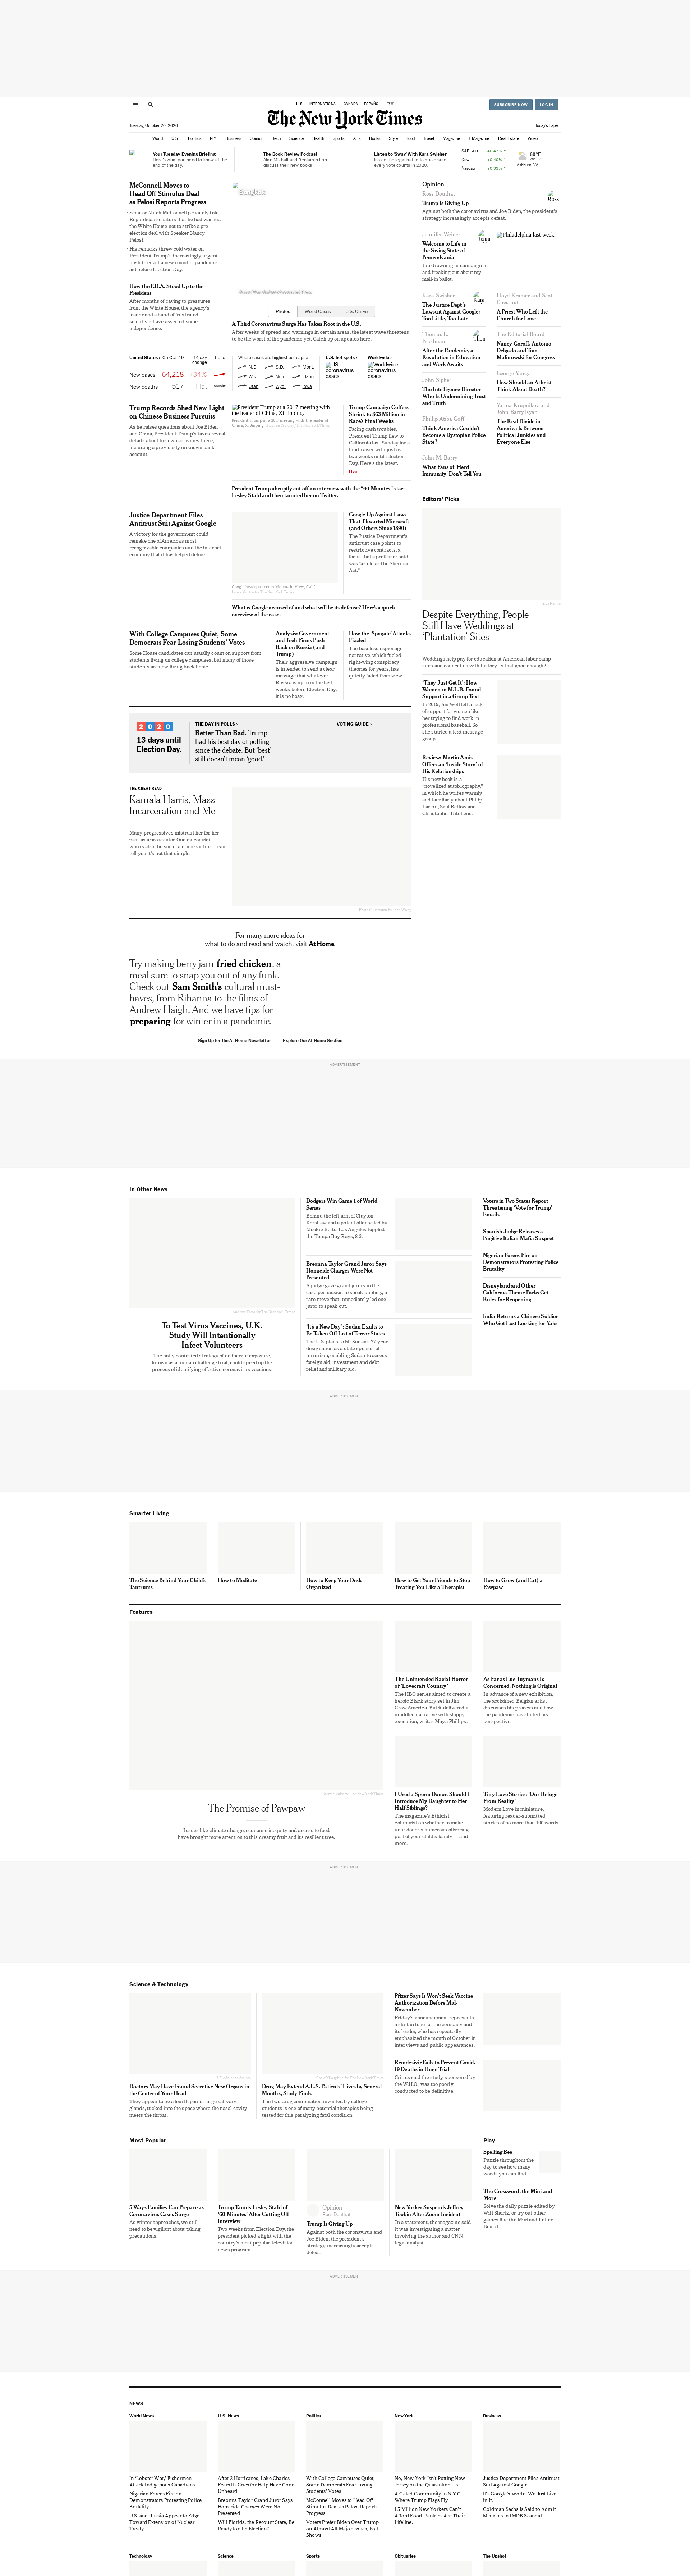 U.S. INTERNATIONAL CANADA ESPAÑOL 中文
SUBSCRIBE NOW LOG IN
The New York Times
Tuesday, October 20, 2020
Today's Paper
World U.S. Politics N.Y. Business Opinion Tech Science Health Sports Arts Books Style Food Travel Magazine T Magazine Real Estate Video
Your Tuesday Evening Briefing
Here's what you need to know at the
end of the day.
The Book Review Podcast
Alan Mikhail and Benjamin Lorr
discuss their new books.
Listen to 'Sway' With Kara Swisher
Inside the legal battle to make sure
every vote counts in 2020.
S&P 500 +0.47% ↑
Dow +0.40% ↑
Nasdaq +0.33% ↑
Ashburn, VA
McConnell Moves to
Head Off Stimulus Deal
as Pelosi Reports Progress
Senator Mitch McConnell privately told
Republican senators that he had warned
the White House not to strike a pre-
election deal with Speaker Nancy
Pelosi.
His remarks threw cold water on
President Trump's increasingly urgent
push to enact a new round of pandemic
aid before Election Day.
How the F.D.A. Stood Up to the
President
After months of caving to pressures
from the White House, the agency's
leader and a band of frustrated
scientists have asserted some
independence.
Bangkok
Photos World Cases U.S. Curve
A Third Coronavirus Surge Has Taken Root in the U.S.
After weeks of spread and warnings in certain areas, the latest wave threatens
to be the worst of the pandemic yet. Catch up on updates here.
United States › On Oct. 19 14-day
change Trend
New cases 64,218 +34%
New deaths 517 Flat
Where cases are highest per capita
N.D. S.D. Mont.
Wis. Neb. Idaho
Utah Wyo. Iowa
U.S. hot spots ›
US
coronavirus
cases
Worldwide ›
Worldwide
coronavirus
cases
Trump Records Shed New Light
on Chinese Business Pursuits
As he raises questions about Joe Biden
and China, President Trump's taxes reveal
details about his own activities there,
including a previously unknown bank
account.
President Trump at a 2017 meeting with
the leader of China, Xi Jinping.
President Trump at a 2017 meeting with the leader of
China, Xi Jinping.
Trump Campaign Coffers
Shrink to $63 Million in
Race's Final Weeks
Facing cash troubles,
President Trump flew to
California last Sunday for a
fund-raiser with just over
two weeks until Election
Day. Here's the latest.
Live
President Trump abruptly cut off an interview with the "60 Minutes" star
Lesley Stahl and then taunted her on Twitter.
Justice Department Files
Antitrust Suit Against Google
A victory for the government could
remake one of America's most
recognizable companies and the internet
economy that it has helped define.
Google headquarters in Mountain View, Calif.
Google Up Against Laws
That Thwarted Microsoft
(and Others Since 1890)
The Justice Department's
antitrust case points to
restrictive contracts, a
focus that a professor said
was "as old as the Sherman
Act."
What is Google accused of and what will be its defense? Here's a quick
overview of the case.
With College Campuses Quiet, Some
Democrats Fear Losing Students' Votes
Some House candidates can usually count on support from
students living on college campuses, but many of those
students are now living back home.
Analysis: Government
and Tech Firms Push
Back on Russia (and
Trump)
Their aggressive campaign
is intended to send a clear
message that whatever
Russia is up to in the last
weeks before Election Day,
it is no hoax.
How the 'Spygate' Attacks
Fizzled
The baseless espionage
narrative, which fueled
right-wing conspiracy
theories for years, has
quietly faded from view.
2020
13 days until
Election Day.
THE DAY IN POLLS ›
Better Than Bad. Trump
had his best day of polling
since the debate. But 'best'
still doesn't mean 'good.'
VOTING GUIDE ›
THE GREAT READ
Kamala Harris, Mass
Incarceration and Me
Many progressives mistrust her for her
past as a prosecutor. One ex-convict —
who is also the son of a crime victim — can
tell you it's not that simple.
For many more ideas for
what to do and read and watch, visit At Home.
Try making berry jam fried chicken, a
meal sure to snap you out of any funk.
Check out Sam Smith's cultural must-
haves, from Rihanna to the films of
Andrew Haigh. And we have tips for
preparing for winter in a pandemic.
Sign Up for the At Home Newsletter Explore Our At Home Section
Opinion
Ross Douthat
Trump Is Giving Up
Against both the coronavirus and Joe Biden, the president's
strategy increasingly accepts defeat.
Jennifer Weiner
Welcome to Life in
the Swing State of
Pennsylvania
I'm drowning in campaign lit
and freaking out about my
mail-in ballot.
Philadelphia last week.
Kara Swisher
The Justice Dept.'s
Lawsuit Against Google:
Too Little, Too Late
Thomas L.
Friedman
After the Pandemic, a
Revolution in Education
and Work Awaits
John Sipher
The Intelligence Director
Who Is Undermining Trust
and Truth
Phillip Atiba Goff
Think America Couldn't
Become a Dystopian Police
State?
John M. Barry
What Fans of 'Herd
Immunity' Don't Tell You
Lloyd Kramer and Scott
Chestnut
A Priest Who Left the
Church for Love
The Editorial Board
Nancy Goroff, Antonio
Delgado and Tom
Malinowski for Congress
George Yancy
How Should an Atheist
Think About Death?
Yanna Krupnikov and
John Barry Ryan
The Real Divide in
America Is Between
Political Junkies and
Everyone Else
Editors' Picks
Despite Everything, People
Still Have Weddings at
'Plantation' Sites
Weddings help pay for education at American labor camp
sites and connect us with history. Is that good enough?
'They Just Get It': How
Women in M.L.B. Found
Support in a Group Text
In 2019, Jen Wolf felt a lack
of support for women like
her trying to find work in
professional baseball. So
she started a text message
group.
Review: Martin Amis
Offers an 'Inside Story' of
His Relationships
His new book is a
"novelized autobiography,"
in which he writes warmly
and familiarly about Philip
Larkin, Saul Bellow and
Christopher Hitchens.
ADVERTISEMENT
In Other News
To Test Virus Vaccines, U.K.
Study Will Intentionally
Infect Volunteers
The hotly contested strategy of deliberate exposure,
known as a human challenge trial, could speed up the
process of identifying effective coronavirus vaccines.
Dodgers Win Game 1 of World
Series
Behind the left arm of Clayton
Kershaw and a potent offense led by
Mookie Betts, Los Angeles toppled
the Tampa Bay Rays, 8-3.
Breonna Taylor Grand Juror Says
Homicide Charges Were Not
Presented
A judge gave grand jurors in the
case permission to speak publicly, a
rare move that immediately led one
juror to speak out.
'It's a New Day': Sudan Exults to
Be Taken Off List of Terror States
The U.S. plans to lift Sudan's 27-year
designation as a state sponsor of
terrorism, enabling Sudan to access
foreign aid, investment and debt
relief and military aid.
Voters in Two States Report
Threatening 'Vote for Trump'
Emails
Spanish Judge Releases a
Fugitive Italian Mafia Suspect
Nigerian Forces Fire on
Demonstrators Protesting Police
Brutality
Disneyland and Other
California Theme Parks Get
Rules for Reopening
India Returns a Chinese Soldier
Who Got Lost Looking for Yaks
ADVERTISEMENT
Smarter Living
The Science Behind Your Child's
Tantrums
How to Meditate
How to Keep Your Desk
Organized
How to Get Your Friends to Stop
Treating You Like a Therapist
How to Grow (and Eat) a
Pawpaw
Features
The Promise of Pawpaw
Issues like climate change, economic inequity and access to food
have brought more attention to this creamy fruit and its resilient tree.
The Unintended Racial Horror
of 'Lovecraft Country'
The HBO series aimed to create a
heroic Black story set in Jim
Crow America. But it delivered a
muddled narrative with sloppy
execution, writes Maya Phillips.
As Far as Luc Tuymans Is
Concerned, Nothing Is Original
In advance of a new exhibition,
the acclaimed Belgian artist
discusses his process and how
the pandemic has shifted his
perspective.
I Used a Sperm Donor. Should I
Introduce My Daughter to Her
Half Siblings?
The magazine's Ethicist
columnist on whether to make
your donor's numerous offspring
part of your child's family — and
more.
Tiny Love Stories: 'Our Refuge
From Reality'
Modern Love in miniature,
featuring reader-submitted
stories of no more than 100 words.
ADVERTISEMENT
Science & Technology
Doctors May Have Found Secretive New Organs in
the Center of Your Head
They appear to be a fourth pair of large salivary
glands, tucked into the space where the nasal cavity
meets the throat.
Drug May Extend A.L.S. Patients' Lives by Several
Months, Study Finds
The two-drug combination invented by college
students is one of many potential therapies being
tested for this paralyzing fatal condition.
Pfizer Says It Won't Seek Vaccine
Authorization Before Mid-
November
Friday's announcement represents
a shift in tone for the company and
its leader, who has repeatedly
emphasized the month of October in
interviews and public appearances.
Remdesivir Fails to Prevent Covid-
19 Deaths in Huge Trial
Critics said the study, sponsored by
the W.H.O., was too poorly
conducted to be definitive.
Most Popular
5 Ways Families Can Prepare as
Coronavirus Cases Surge
As winter approaches, we still
need to be vigilant about taking
precautions.
Trump Taunts Lesley Stahl of
'60 Minutes' After Cutting Off
Interview
Two weeks from Election Day, the
president picked a fight with the
country's most popular television
news program.
Opinion
Ross Douthat
Trump Is Giving Up
Against both the coronavirus and
Joe Biden, the president's
strategy increasingly accepts
defeat.
New Yorker Suspends Jeffrey
Toobin After Zoom Incident
In a statement, the magazine said
it was investigating a matter
involving the author and CNN
legal analyst.
Play
Spelling Bee
Puzzle throughout the
day to see how many
words you can find.
The Crossword, the Mini and
More
Solve the daily puzzle edited by
Will Shortz, or try out other
games like the Mini and Letter
Boxed.
ADVERTISEMENT
NEWS
World News
In 'Lobster War,' Fishermen
Attack Indigenous Canadians
Nigerian Forces Fire on
Demonstrators Protesting Police
Brutality
U.S. and Russia Appear to Edge
Toward Extension of Nuclear
Treaty
U.S. News
After 2 Hurricanes, Lake Charles
Fears Its Cries for Help Have Gone
Unheard
Breonna Taylor Grand Juror Says
Homicide Charges Were Not
Presented
Will Florida, the Recount State, Be
Ready for the Election?
Politics
With College Campuses Quiet,
Some Democrats Fear Losing
Students' Votes
McConnell Moves to Head Off
Stimulus Deal as Pelosi Reports
Progress
Voters Prefer Biden Over Trump
on Almost All Major Issues, Poll
Shows
New York
No, New York Isn't Putting New
Jersey on the Quarantine List
A Gated Community in N.Y.C.
Where Trump Flags Fly
1.5 Million New Yorkers Can't
Afford Food. Pantries Are Their
Lifeline.
Business
Justice Department Files Antitrust
Suit Against Google
It's Google's World. We Just Live
in It.
Goldman Sachs Is Said to Admit
Mistakes in 1MDB Scandal
Technology Science Sports Obituaries The Upshot